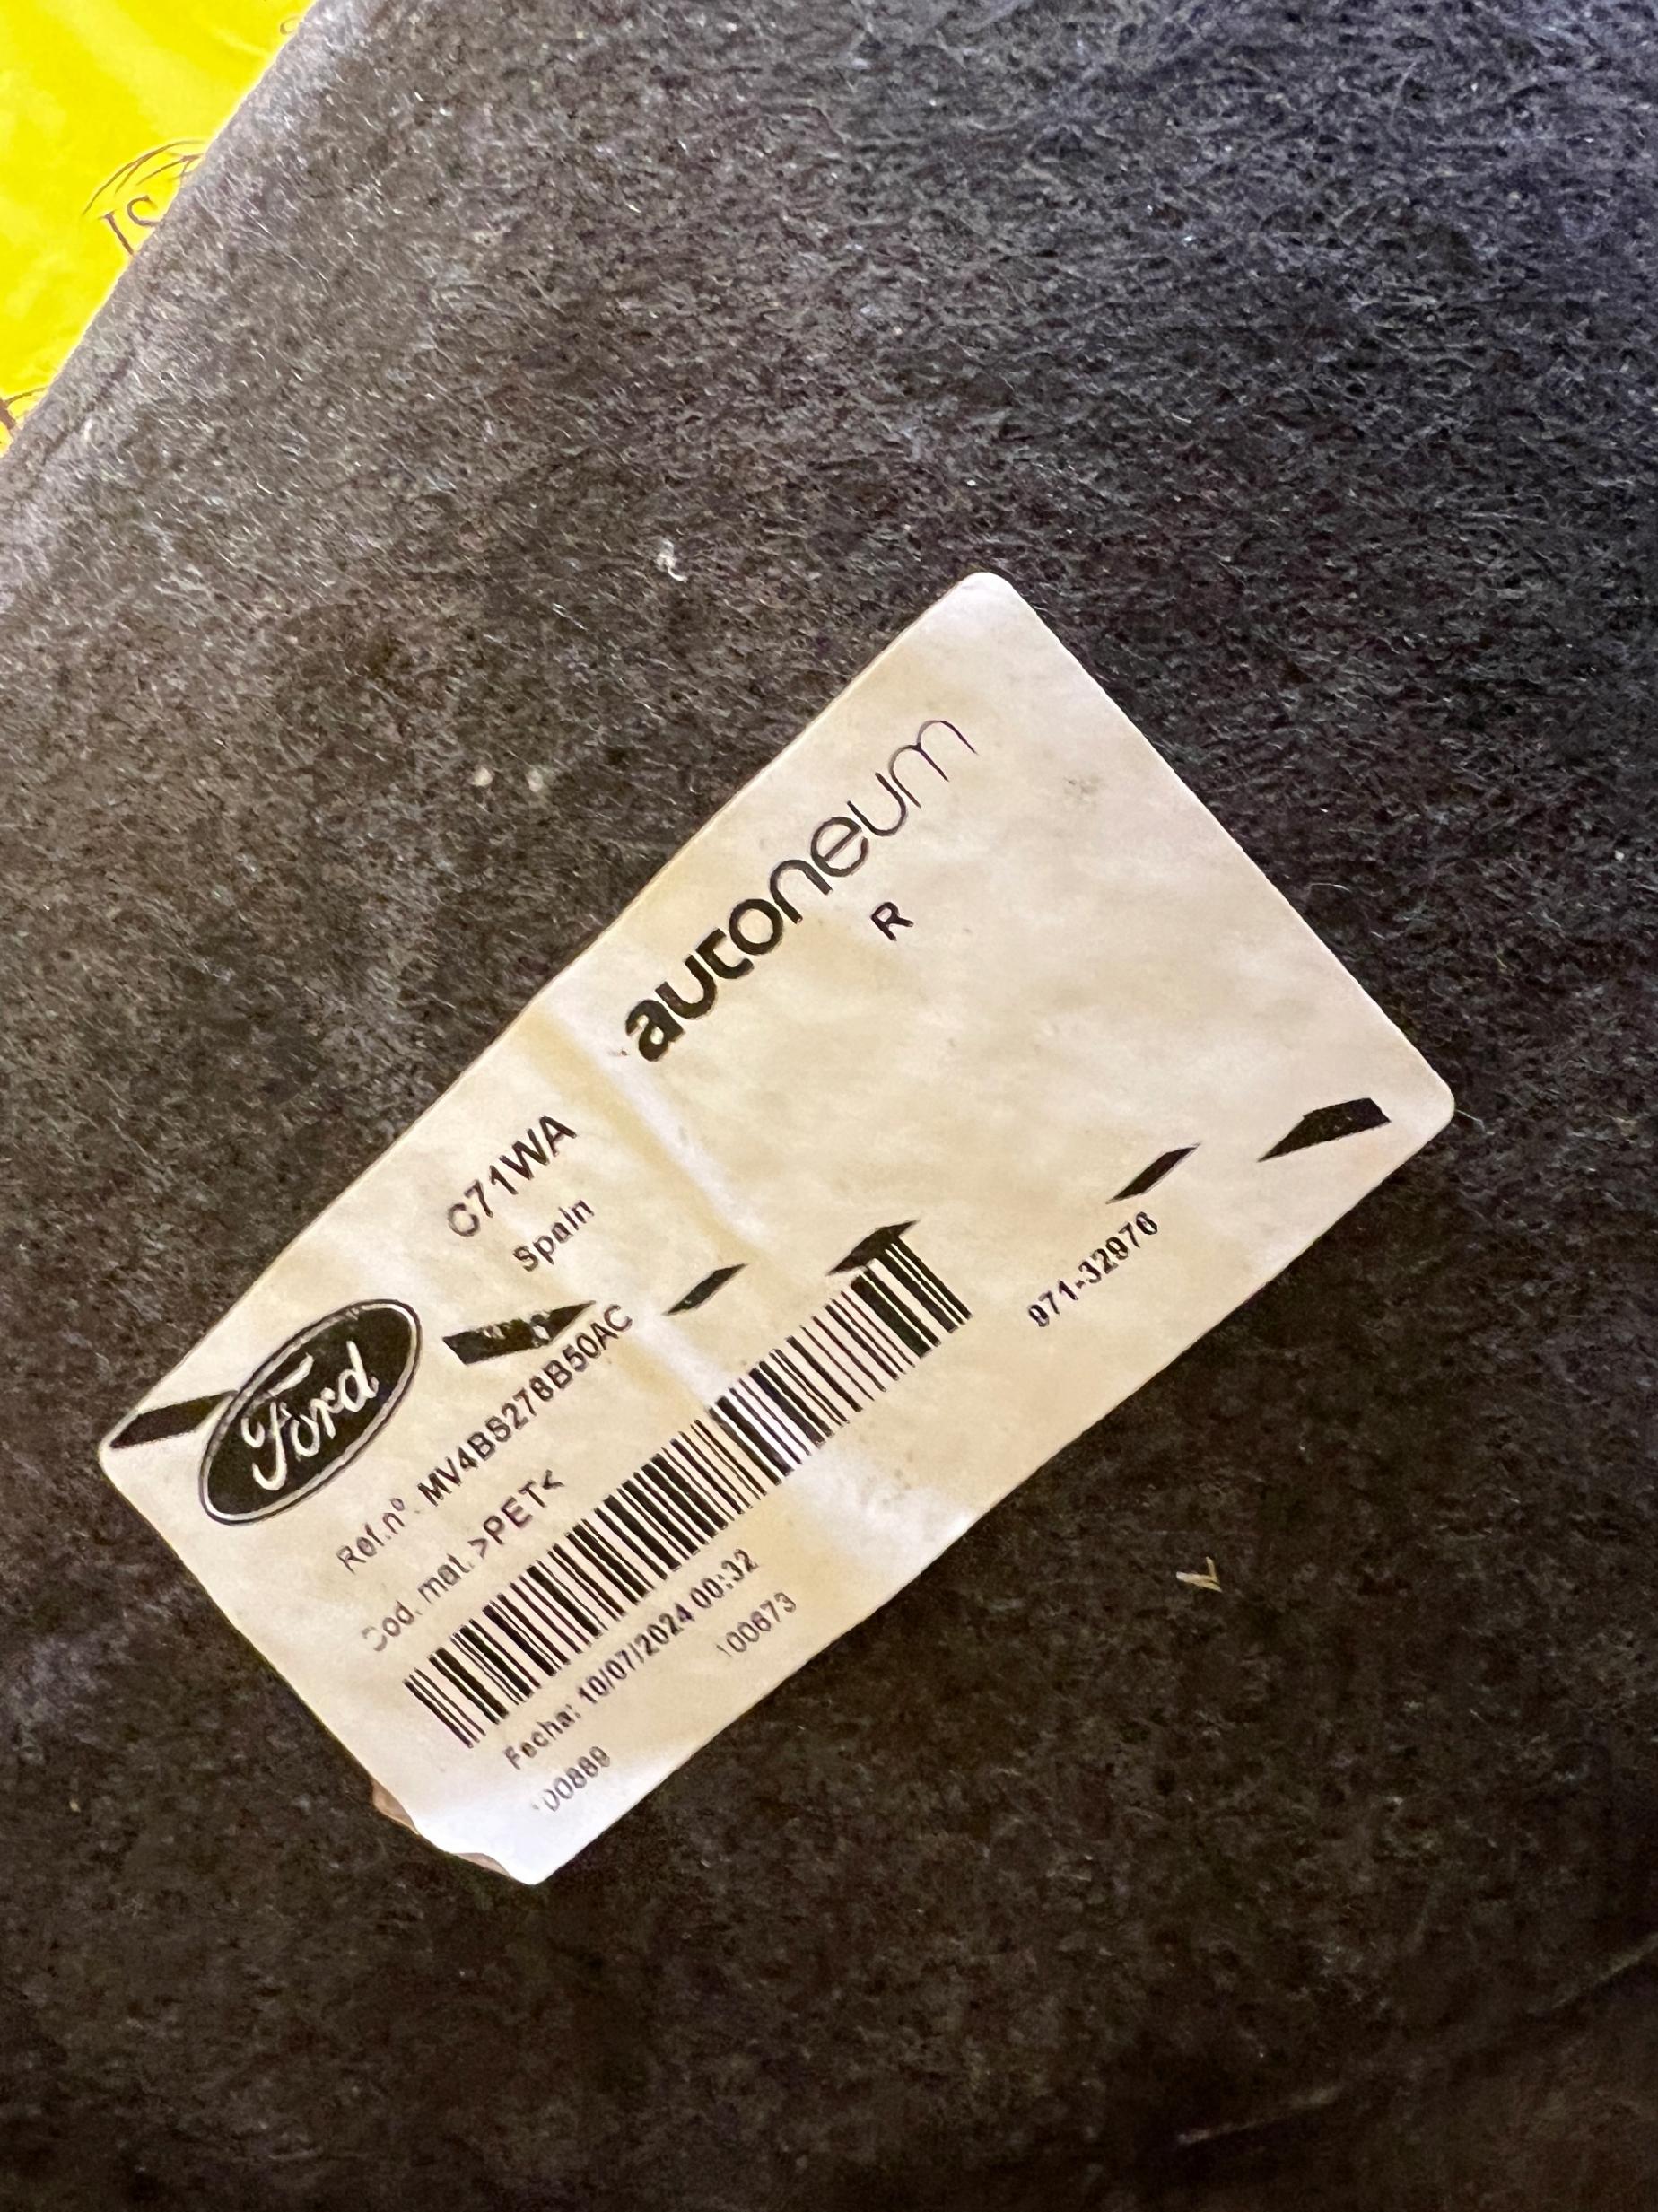 autoneum
R
C71WA
Spain
Ford
Ref.nº. MV4BS278B50AC
Cod. mat. >PET<
971-32976
Fecha: 10/07/2024 00:32
100673
100889